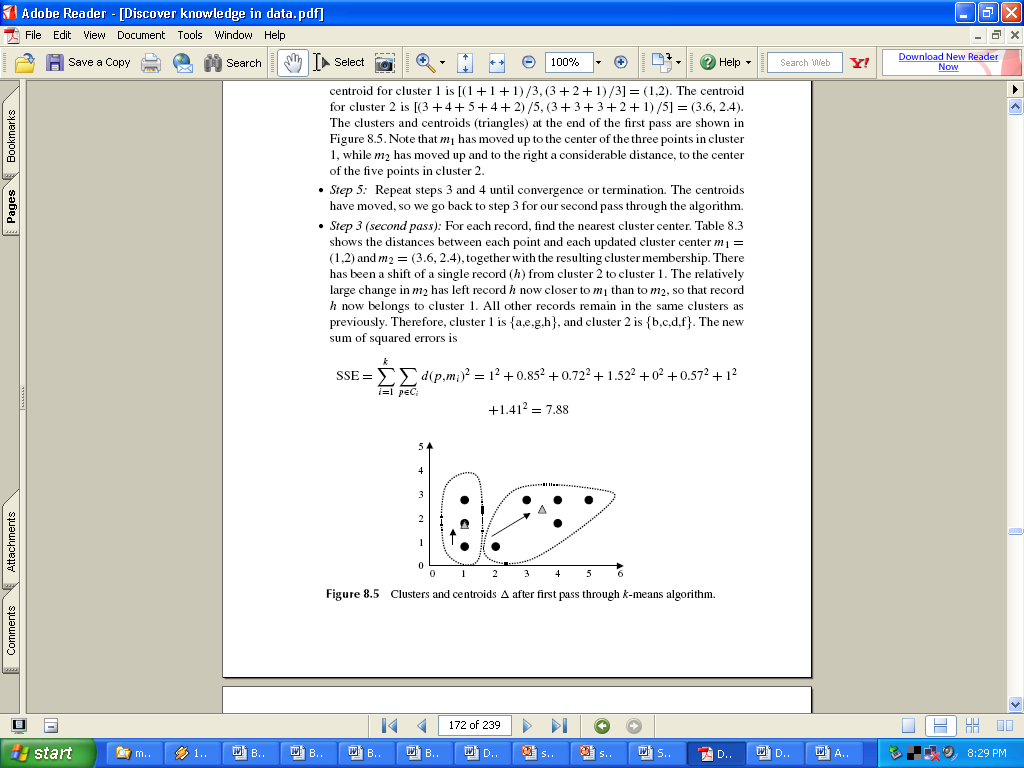 Adobe Reader - [Discover knowledge in data.pdf]
File Edit View Document Tools Window Help
Save a Copy Search Select 100% Help Search Web Y! Download New Reader Now
Bookmarks
Pages
Attachments
Comments
centroid for cluster 1 is [(1 + 1 + 1)/3, (3 + 2 + 1)/3] = (1,2). The centroid
for cluster 2 is [(3 + 4 + 5 + 4 + 2)/5, (3 + 3 + 3 + 2 + 1)/5] = (3.6, 2.4).
The clusters and centroids (triangles) at the end of the first pass are shown in
Figure 8.5. Note that m₁ has moved up to the center of the three points in cluster
1, while m₂ has moved up and to the right a considerable distance, to the center
of the five points in cluster 2.
• Step 5: Repeat steps 3 and 4 until convergence or termination. The centroids
have moved, so we go back to step 3 for our second pass through the algorithm.
• Step 3 (second pass): For each record, find the nearest cluster center. Table 8.3
shows the distances between each point and each updated cluster center m₁ =
(1,2) and m₂ = (3.6, 2.4), together with the resulting cluster membership. There
has been a shift of a single record (h) from cluster 2 to cluster 1. The relatively
large change in m₂ has left record h now closer to m₁ than to m₂, so that record
h now belongs to cluster 1. All other records remain in the same clusters as
previously. Therefore, cluster 1 is {a,e,g,h}, and cluster 2 is {b,c,d,f}. The new
sum of squared errors is
SSE = ∑ᵢ₌₁ᵏ ∑p∈Cᵢ d(p,mᵢ)² = 1² + 0.85² + 0.72² + 1.52² + 0² + 0.57² + 1²
+1.41² = 7.88
5
4
3
2
1
0
0 1 2 3 4 5 6
Figure 8.5 Clusters and centroids Δ after first pass through k-means algorithm.
172 of 239
start m.. 1.. B.. B.. B.. B.. D.. s.. s.. S.. D.. D.. A.. 8:29 PM